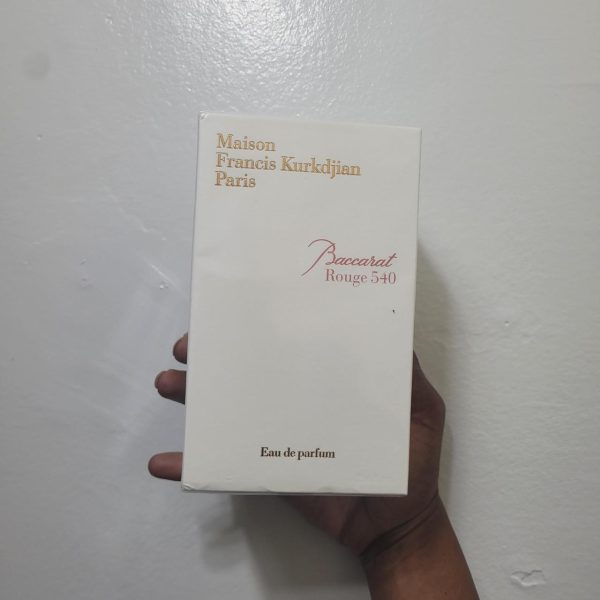 Maison
Francis Kurkdjian
Paris
Baccarat
Rouge 540
Eau de parfum